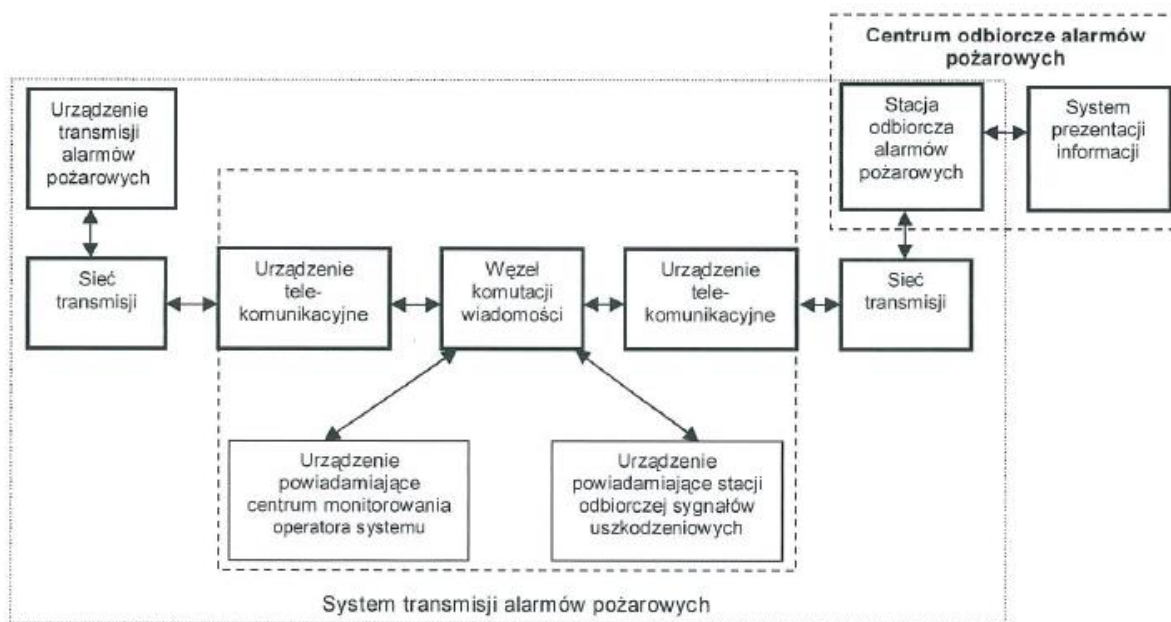 Centrum odbiorcze alarmów
pożarowych
Urządzenie
transmisji
alarmów
pożarowych
Stacja
odbiorcza
alarmów
pożarowych
System
prezentacji
informacji
Sieć
transmisji
Urządzenie
tele-
komunikacyjne
Węzeł
komutacji
wiadomości
Urządzenie
tele-
komunikacyjne
Sieć
transmisji
Urządzenie
powiadamiające
centrum monitorowania
operatora systemu
Urządzenie
powiadamiające stacji
odbiorczej sygnałów
uszkodzeniowych
System transmisji alarmów pożarowych